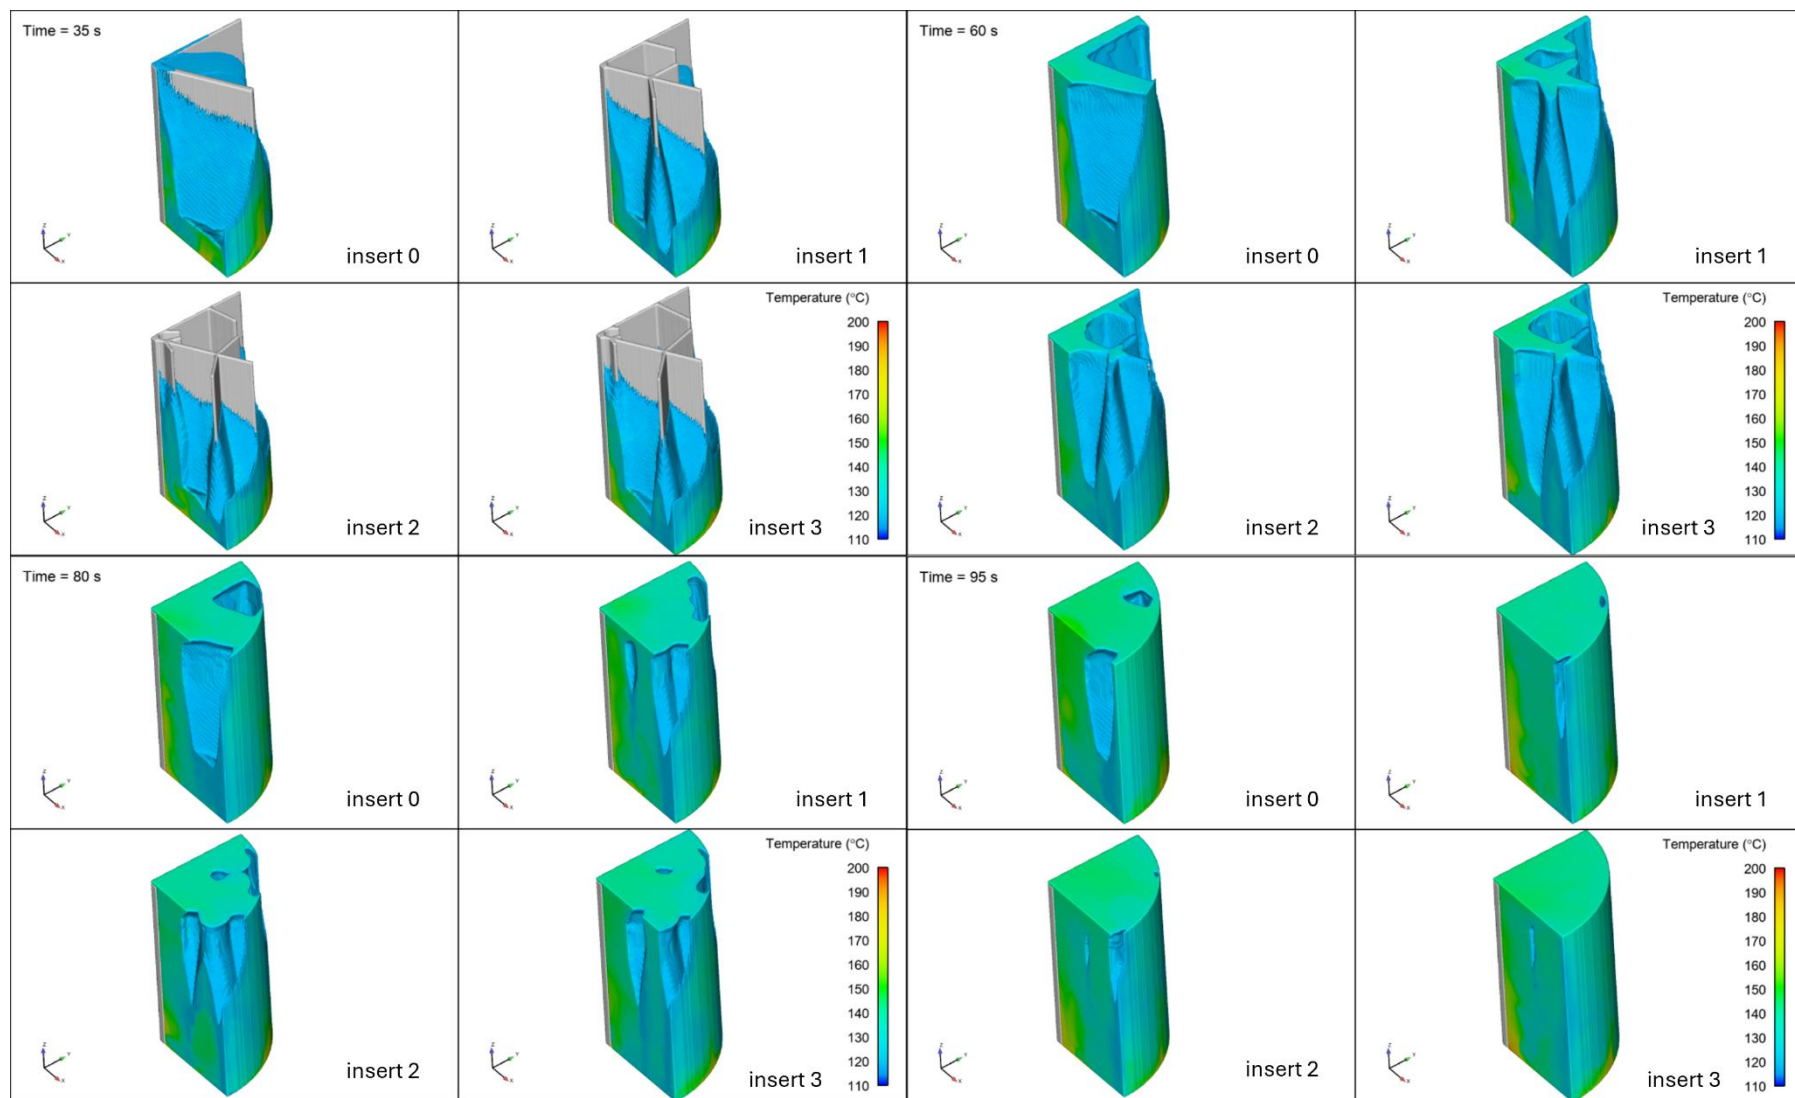 Time = 35 s
insert 0
insert 1
Time = 60 s
insert 0
insert 1
insert 2
Temperature (°C)
200
190
180
170
160
150
140
130
120
110
insert 3
insert 2
Temperature (°C)
200
190
180
170
160
150
140
130
120
110
insert 3
Time = 80 s
insert 0
insert 1
Time = 95 s
insert 0
insert 1
insert 2
Temperature (°C)
200
190
180
170
160
150
140
130
120
110
insert 3
insert 2
Temperature (°C)
200
190
180
170
160
150
140
130
120
110
insert 3